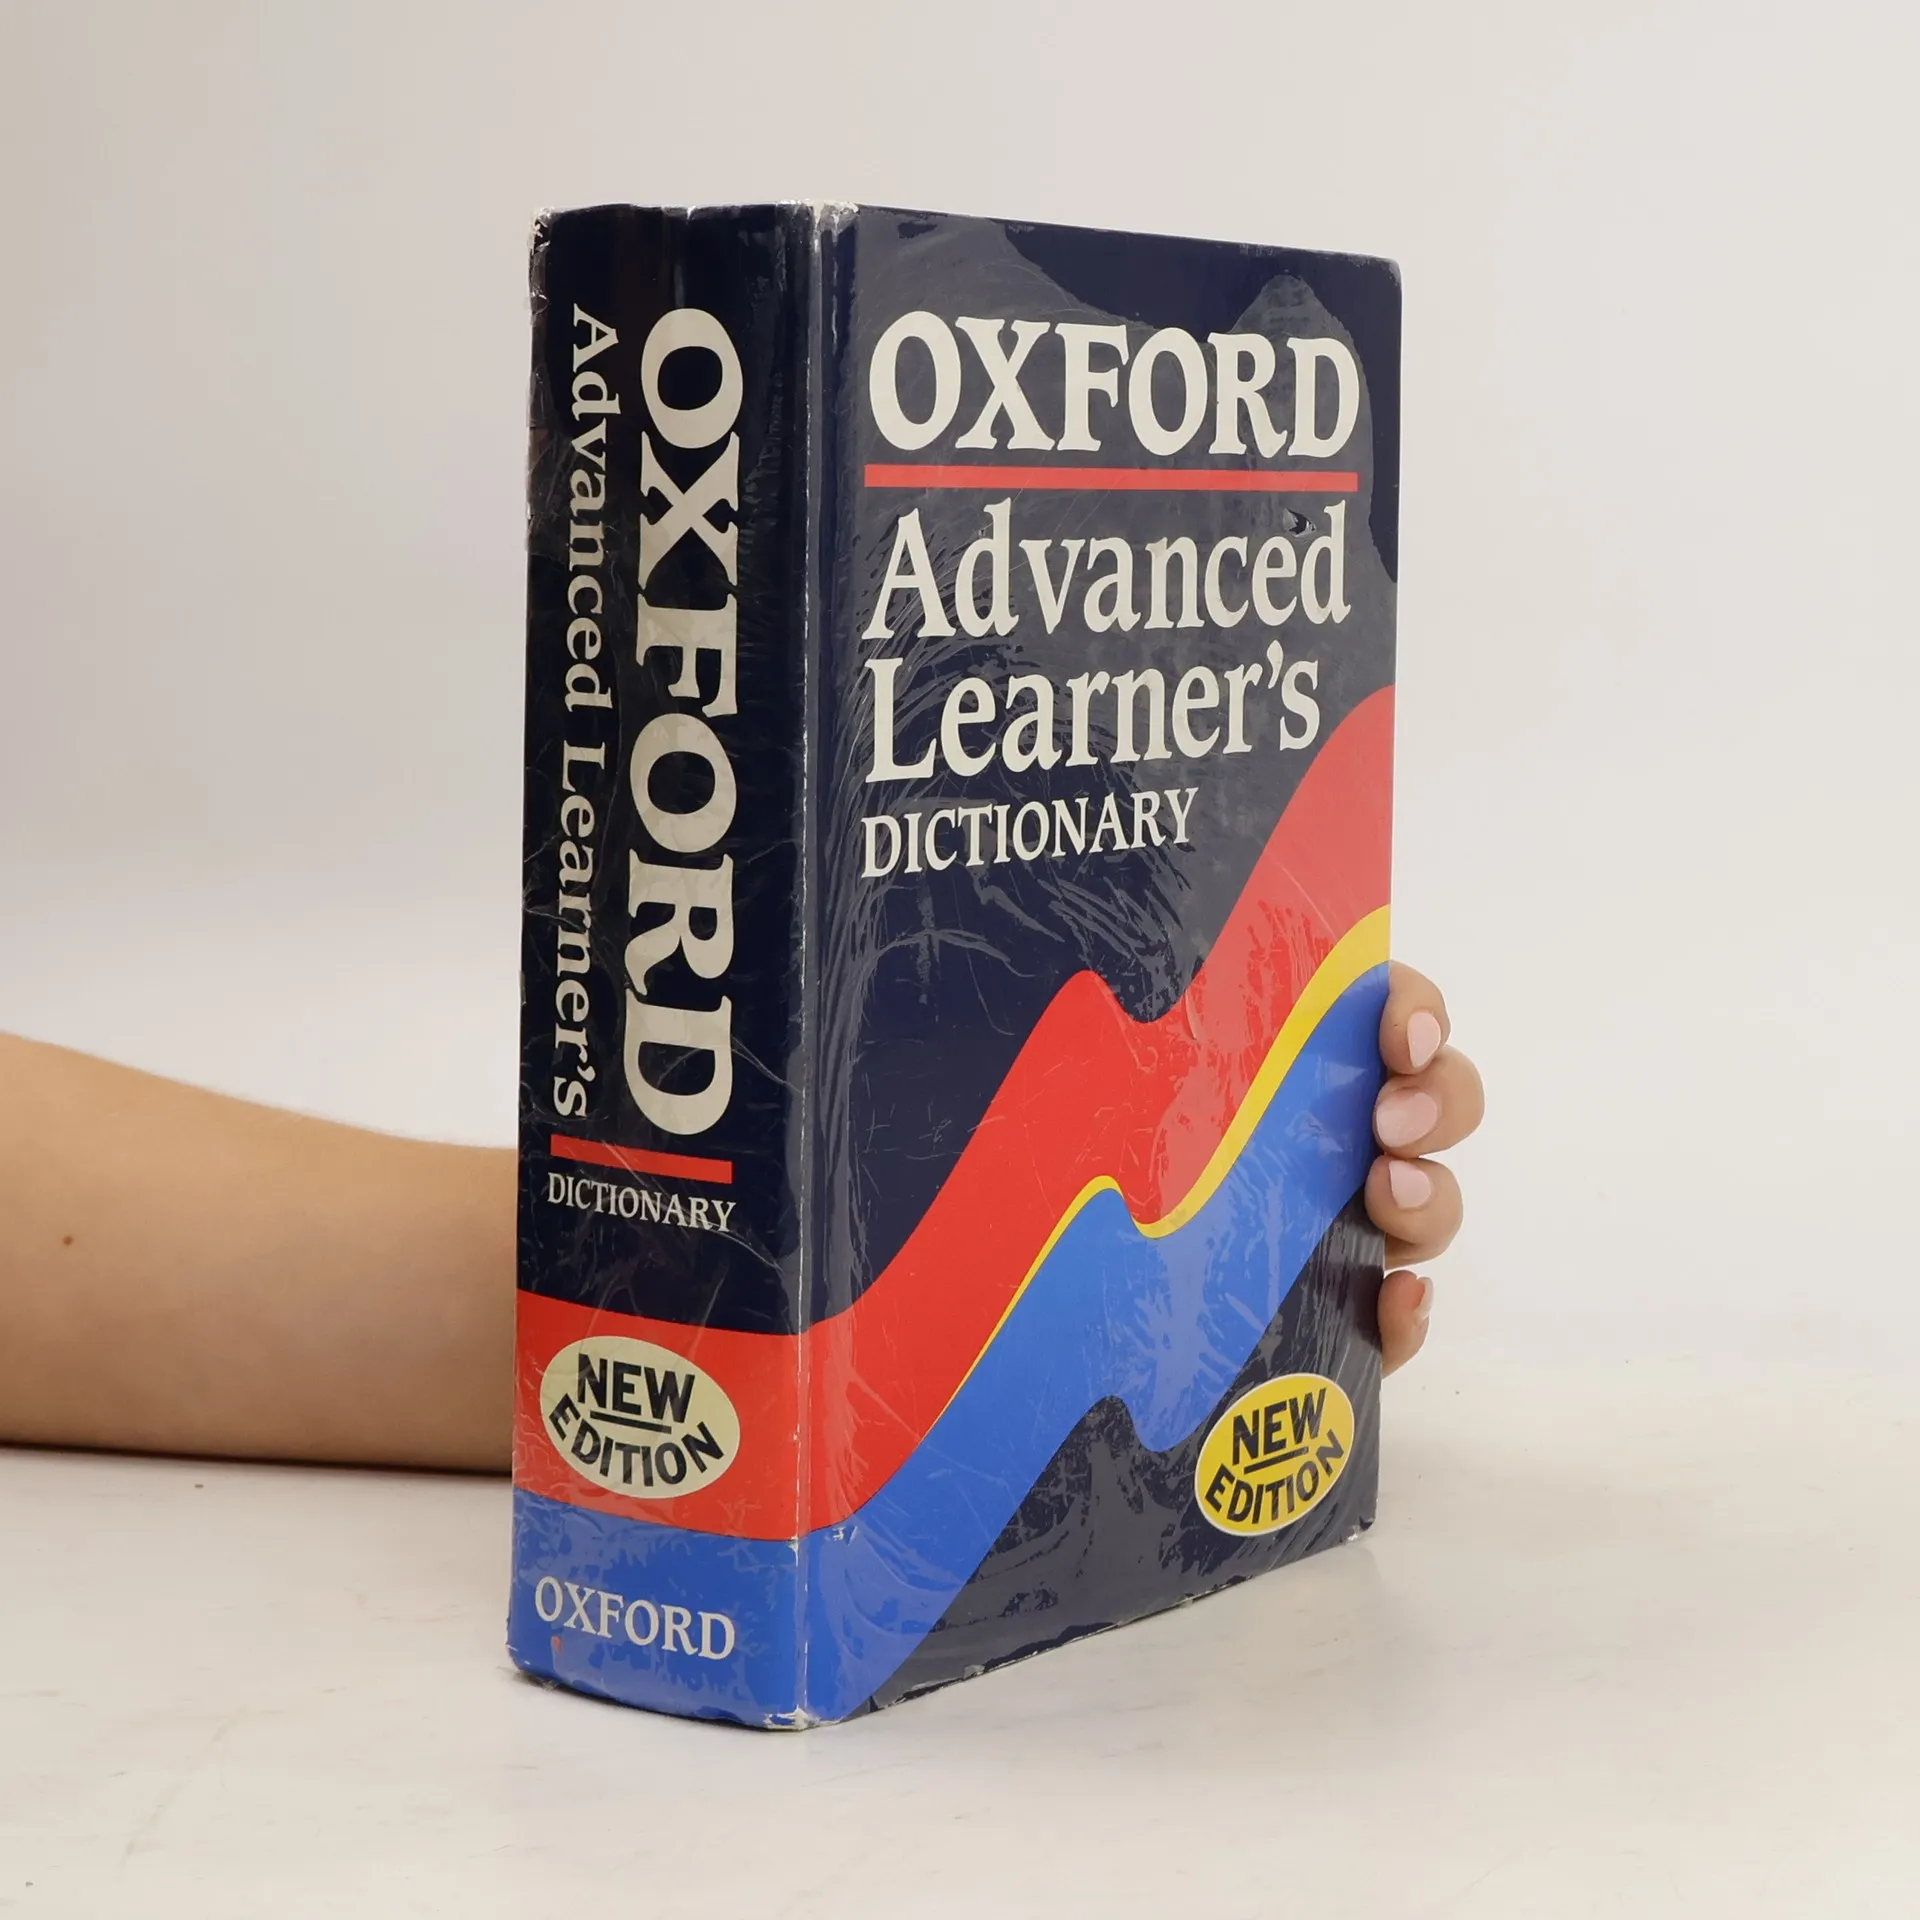 OXFORD
Advanced Learner's
DICTIONARY
NEW
EDITION
OXFORD
OXFORD
Advanced
Learner's
DICTIONARY
NEW
EDITION